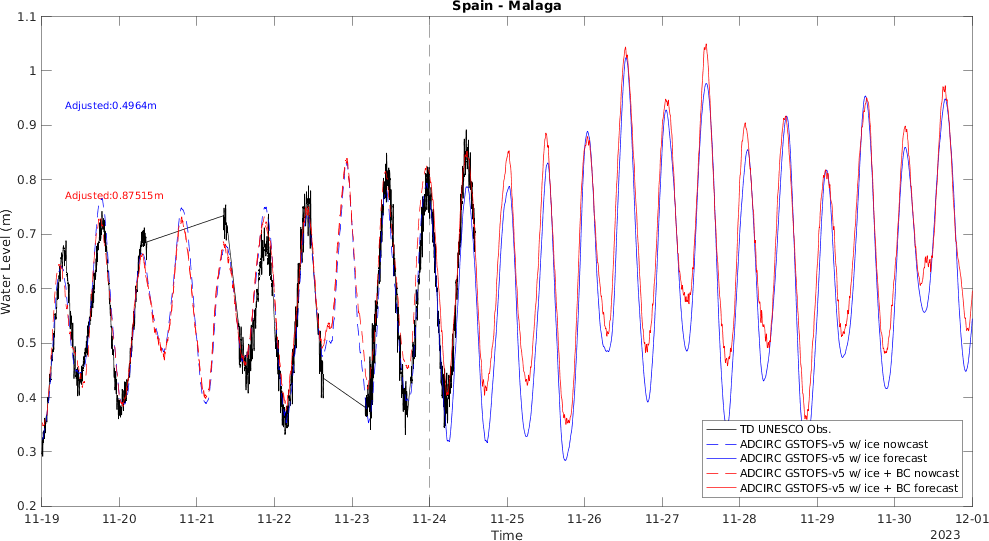 Spain - Malaga
1.1
1
0.9
0.8
0.7
0.6
0.5
0.4
0.3
0.2
Water Level (m)
Adjusted:0.4964m
Adjusted:0.87515m
TD UNESCO Obs.
ADCIRC GSTOFS-v5 w/ ice nowcast
ADCIRC GSTOFS-v5 w/ ice forecast
ADCIRC GSTOFS-v5 w/ ice + BC nowcast
ADCIRC GSTOFS-v5 w/ ice + BC forecast
11-19 11-20 11-21 11-22 11-23 11-24 11-25 11-26 11-27 11-28 11-29 11-30 12-01
Time
2023